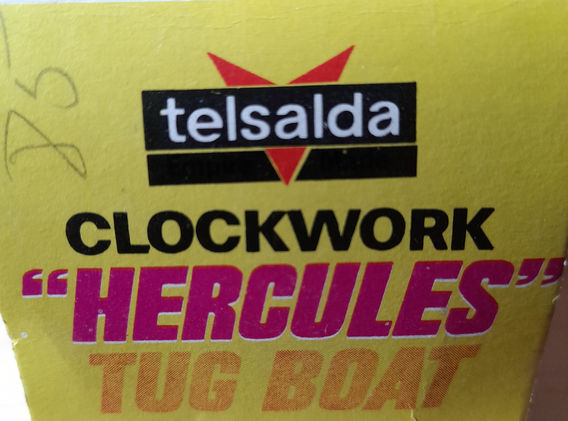 telsalda
CLOCKWORK
“HERCULES”
TUG BOAT